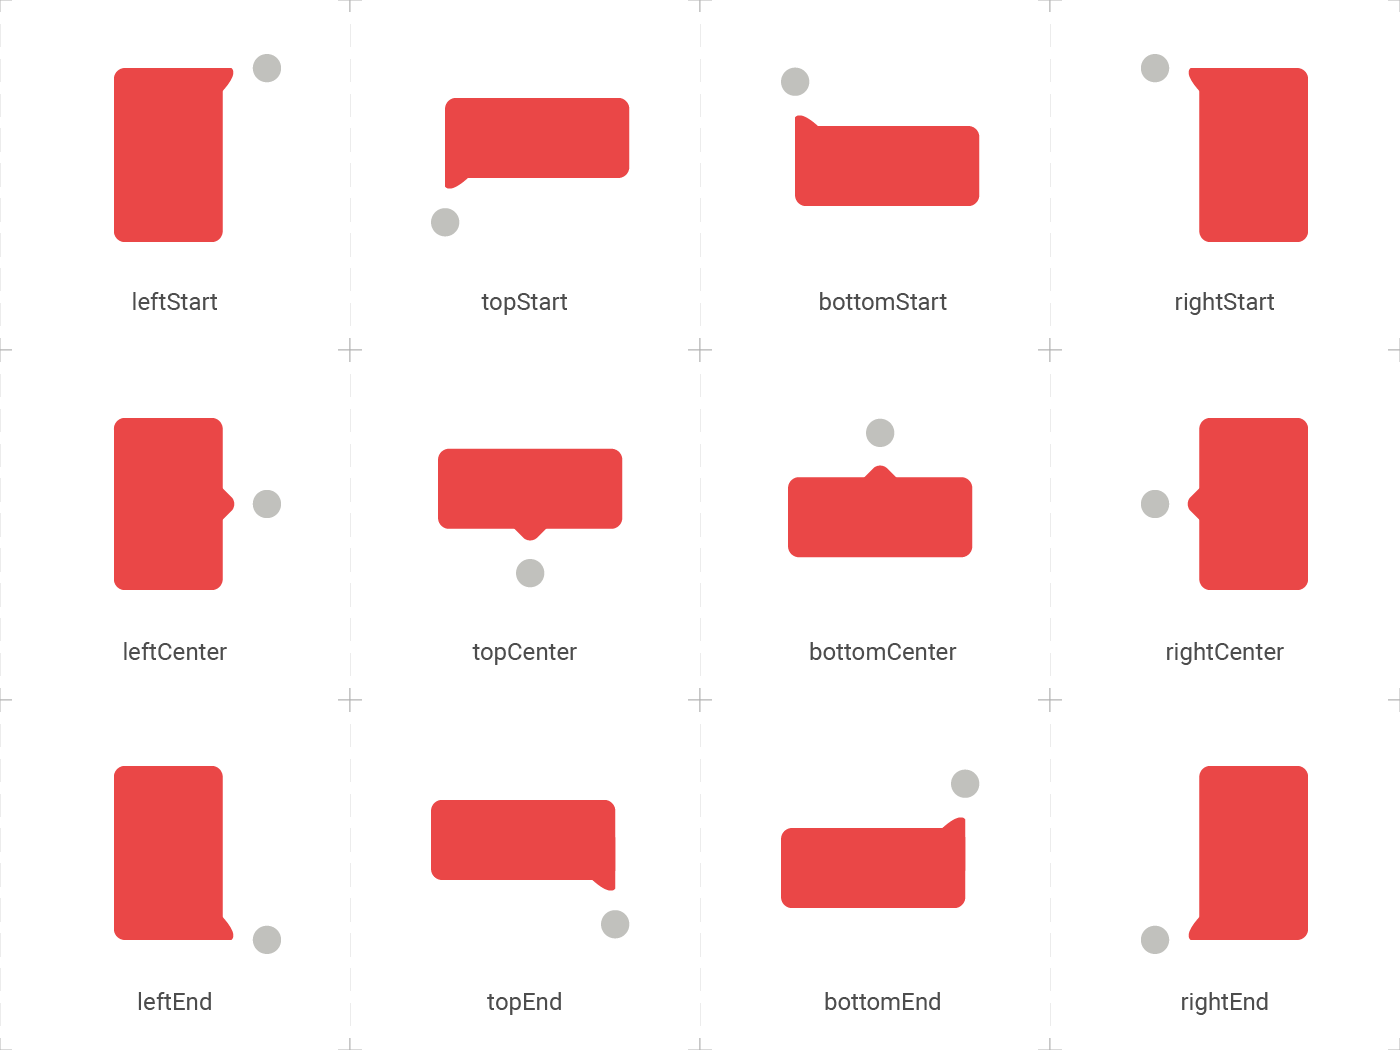 leftStart
topStart
bottomStart
rightStart
leftCenter
topCenter
bottomCenter
rightCenter
leftEnd
topEnd
bottomEnd
rightEnd